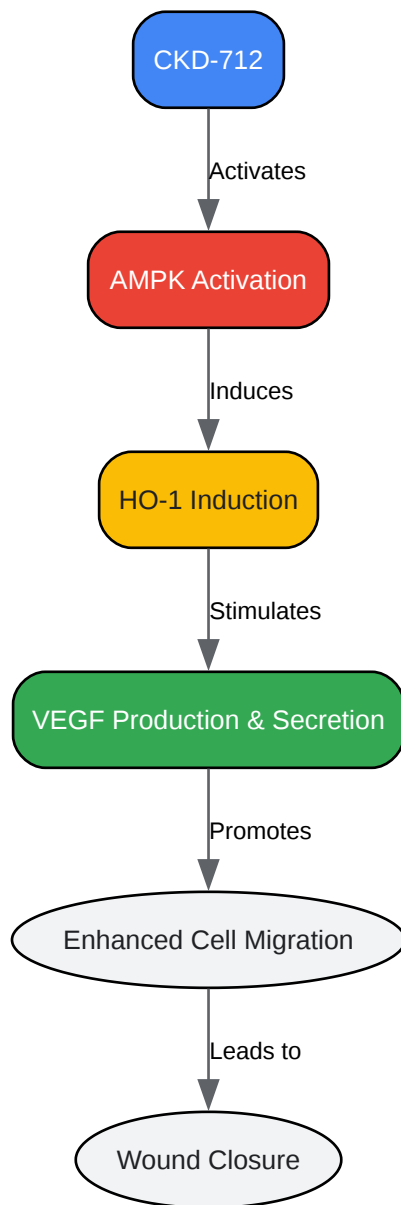 CKD-712
Activates
AMPK Activation
Induces
HO-1 Induction
Stimulates
VEGF Production & Secretion
Promotes
Enhanced Cell Migration
Leads to
Wound Closure